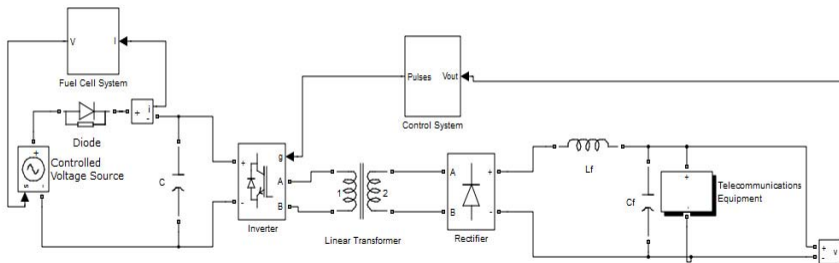 V
I
Fuel Cell System
Pulses
Vout
Control System
Diode
+
i
-
+
s
-
Controlled
Voltage Source
C
+
-
g
A
B
Inverter
1
2
Linear Transformer
A
B
+
-
Rectifier
Lf
Cf
+
-
Telecommunications
Equipment
+
-
v